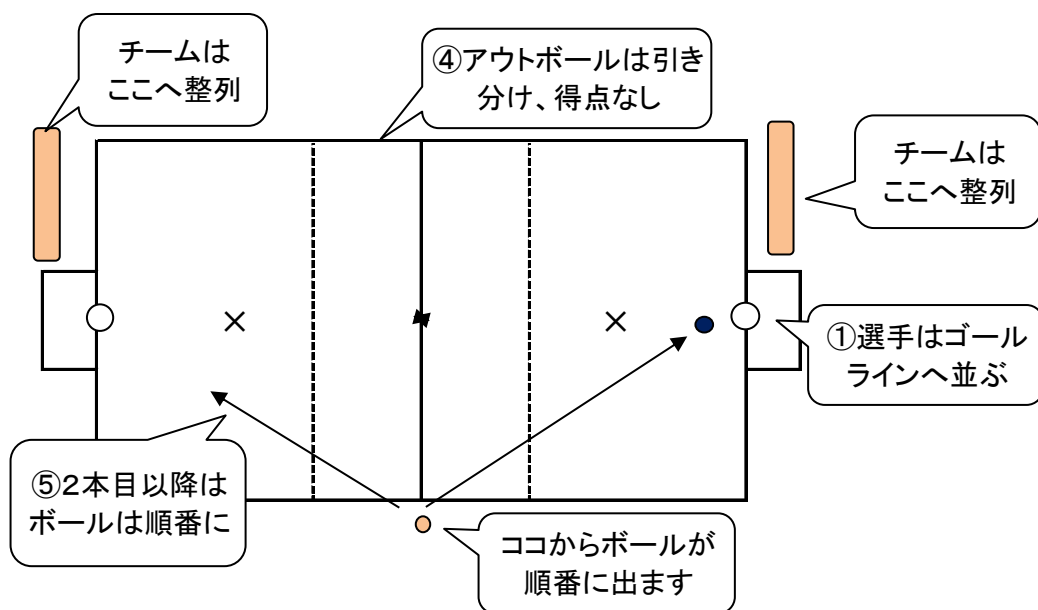 チームは
ここへ整列
④アウトボールは引き
分け、得点なし
チームは
ここへ整列
①選手はゴール
ラインへ並ぶ
⑤2本目以降は
ボールは順番に
ココからボールが
順番に出ます